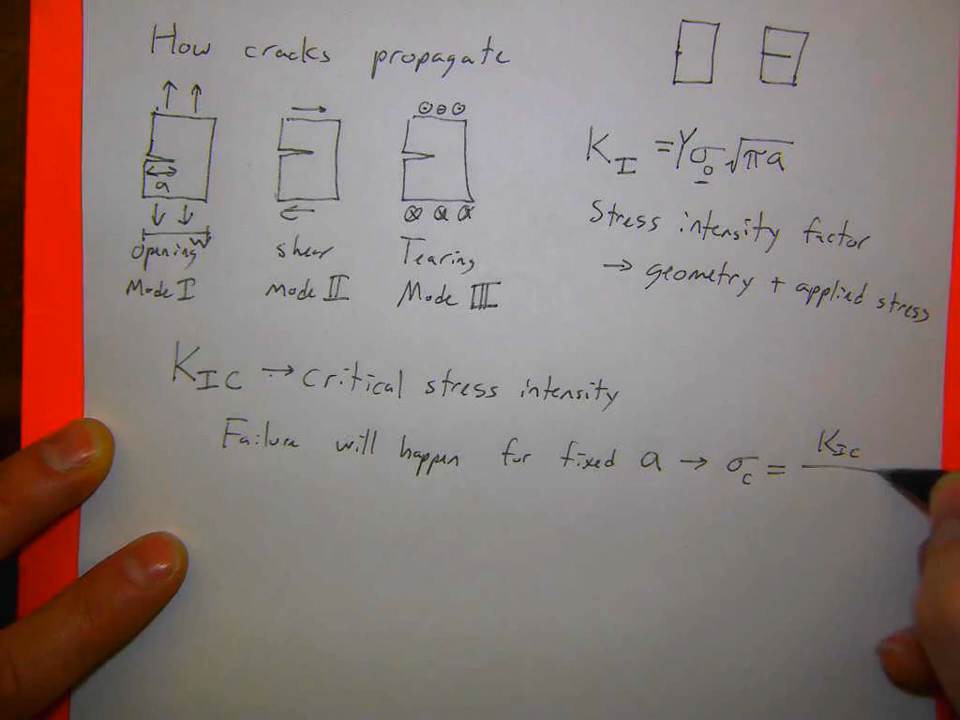 How cracks propagate
a
W
opening
shear
Tearing
Mode I
mode II
Mode III
K_I = Yσ₀√πa
Stress intensity factor
→ geometry + applied stress
K_IC → critical stress intensity
Failure will happen for fixed a → σ_c = K_IC